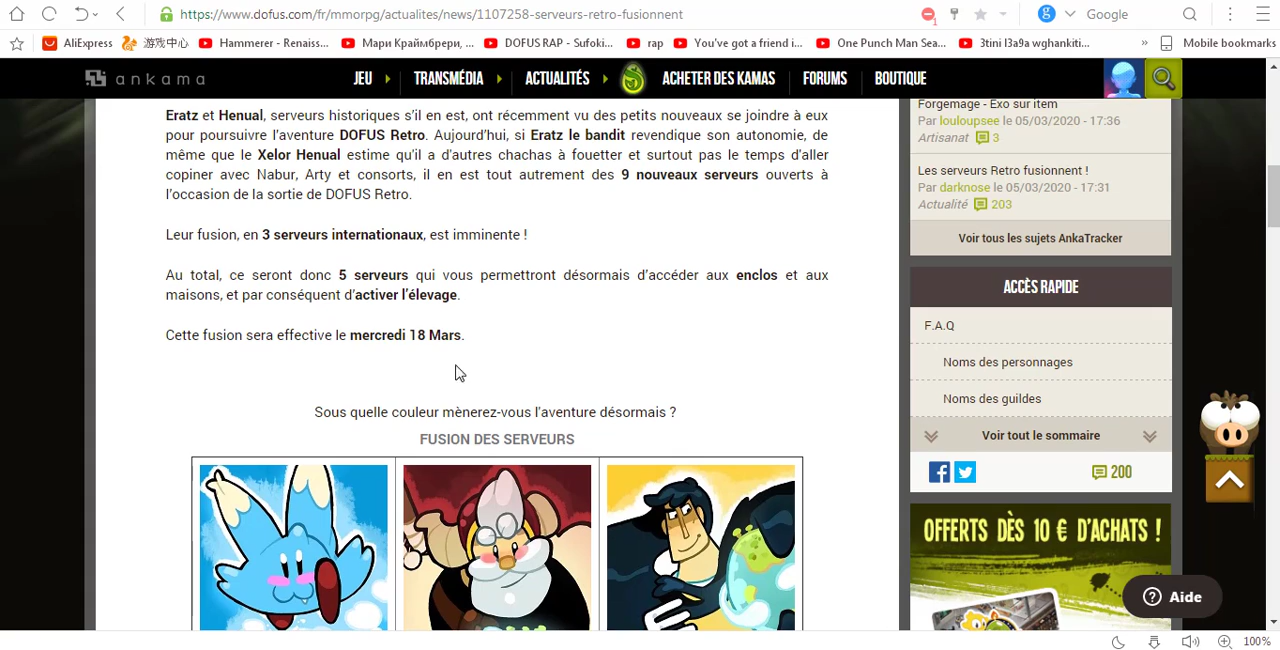 https://www.dofus.com/fr/mmorpg/actualites/news/1107258-serveurs-retro-fusionnent
1
Google
AliExpress
游戏中心
Hammerer - Renaiss...
Мари Краймбрери, ...
DOFUS RAP - Sufoki...
rap
You've got a friend i...
One Punch Man Sea...
3tini l3a9a wghankiti...
Mobile bookmarks
ankama
JEU
TRANSMÉDIA
ACTUALITÉS
ACHETER DES KAMAS
FORUMS
BOUTIQUE
Eratz et Henual, serveurs historiques s'il en est, ont récemment vu des petits nouveaux se joindre à eux
pour poursuivre l'aventure DOFUS Retro. Aujourd'hui, si Eratz le bandit revendique son autonomie, de
même que le Xelor Henual estime qu'il a d'autres chachas à fouetter et surtout pas le temps d'aller
copiner avec Nabur, Arty et consorts, il en est tout autrement des 9 nouveaux serveurs ouverts à
l'occasion de la sortie de DOFUS Retro.
Leur fusion, en 3 serveurs internationaux, est imminente !
Au total, ce seront donc 5 serveurs qui vous permettront désormais d'accéder aux enclos et aux
maisons, et par conséquent d'activer l'élevage.
Cette fusion sera effective le mercredi 18 Mars.
Sous quelle couleur mènerez-vous l'aventure désormais ?
FUSION DES SERVEURS
Forgemage - Exo sur item
Par louloupsee le 05/03/2020 - 17:36
Artisanat 3
Les serveurs Retro fusionnent !
Par darknose le 05/03/2020 - 17:31
Actualité 203
Voir tous les sujets AnkaTracker
ACCÈS RAPIDE
F.A.Q
Noms des personnages
Noms des guildes
Voir tout le sommaire
200
OFFERTS DÈS 10 € D'ACHATS !
Aide
100%